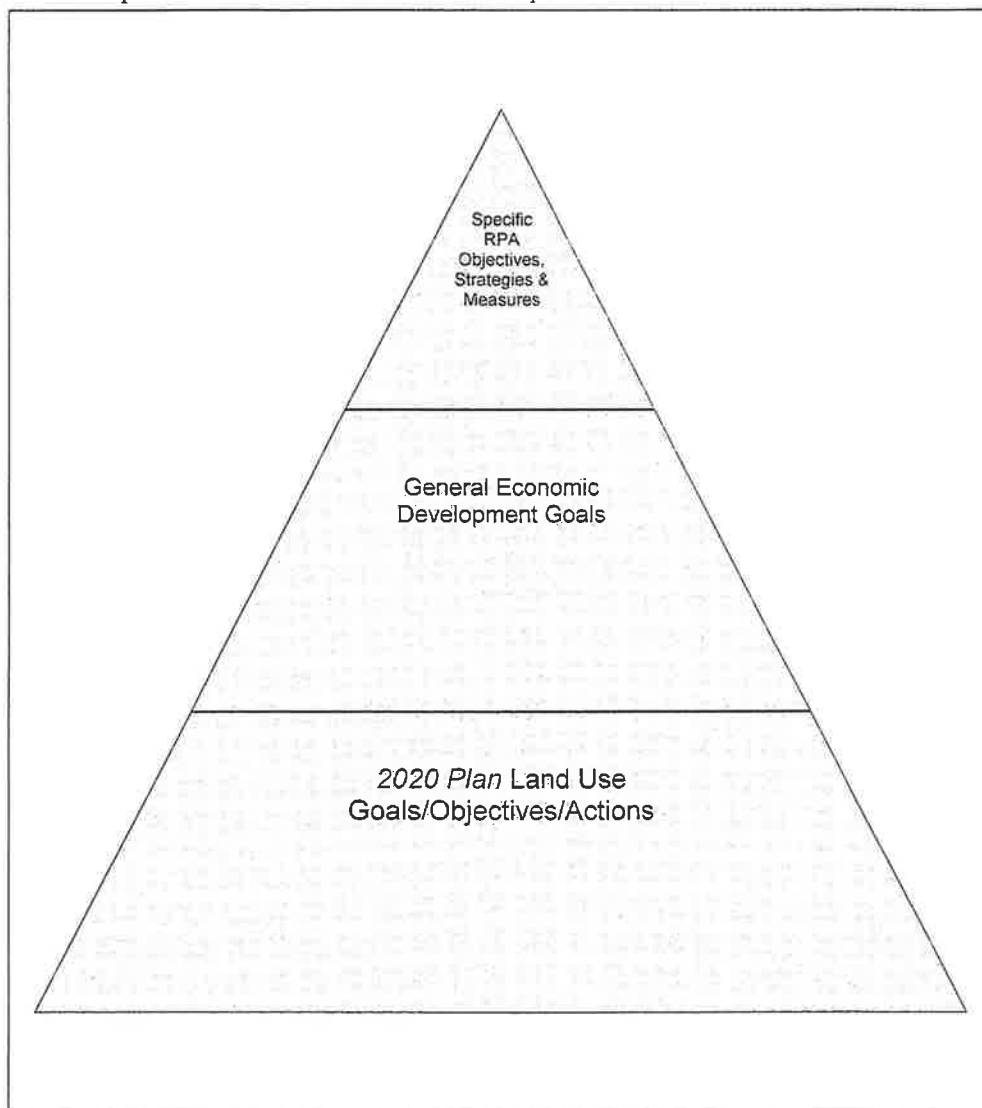 Specific
RPA
Objectives,
Strategies &
Measures
General Economic
Development Goals
2020 Plan Land Use
Goals/Objectives/Actions